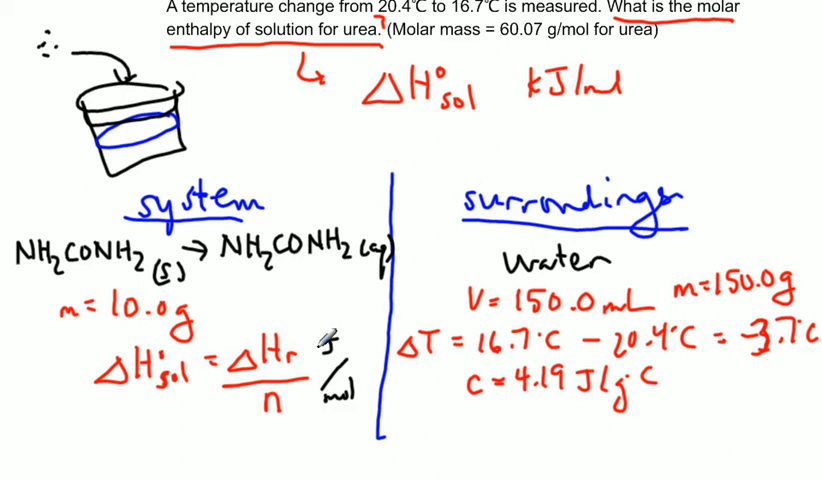 A temperature change from 20.4℃ to 16.7℃ is measured. What is the molar
enthalpy of solution for urea.? (Molar mass = 60.07 g/mol for urea)
∴
↳ ΔH°sol kJ/mol
system
NH2CONH2(s) → NH2CONH2(aq)
m = 10.0g
ΔH°sol = ΔHr / n J/mol
surrondings
Water
V = 150.0 mL m=150.0g
ΔT = 16.7°C - 20.4°C = -3.7°C
C = 4.19 J/g·C